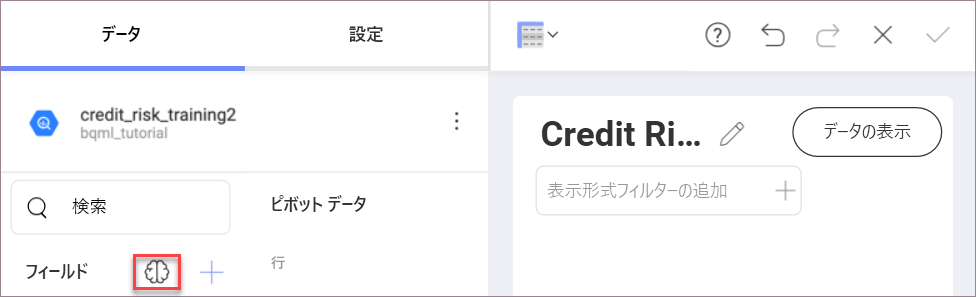 データ
設定
credit_risk_training2
bqml_tutorial
検索
ピボット データ
フィールド
行
Credit Ri...
データの表示
表示形式フィルターの追加